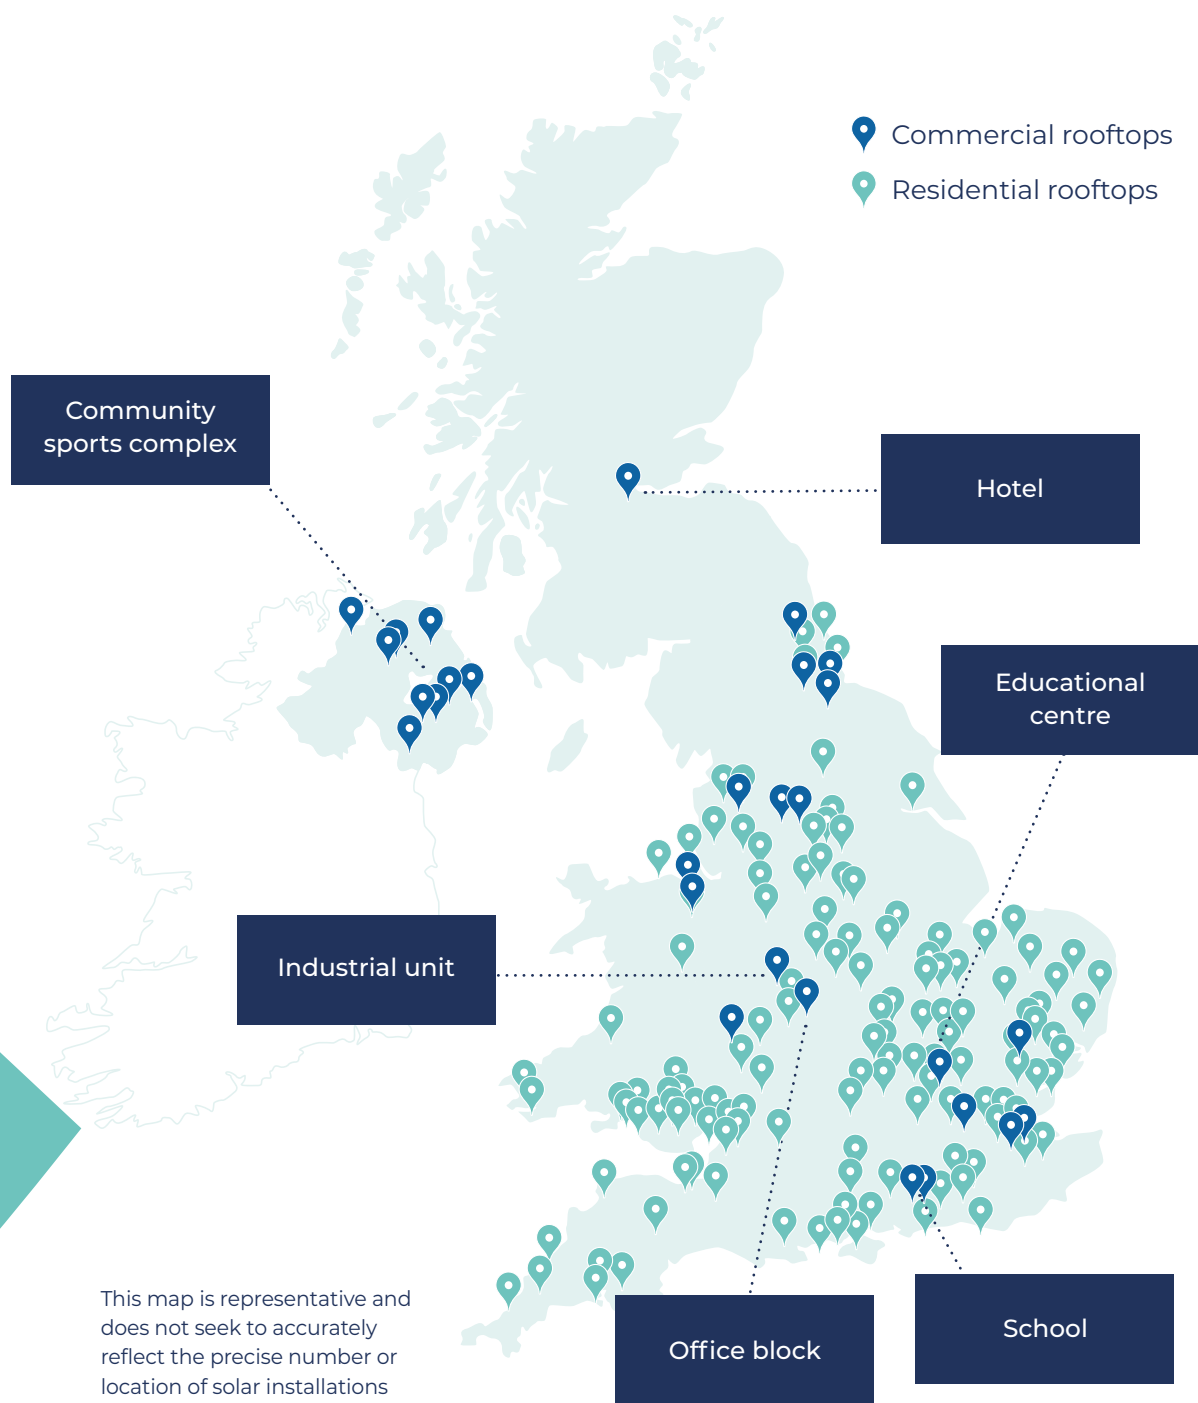 Commercial rooftops
Residential rooftops
Community
sports complex
Hotel
Educational
centre
Industrial unit
This map is representative and
does not seek to accurately
reflect the precise number or
location of solar installations
Office block
School